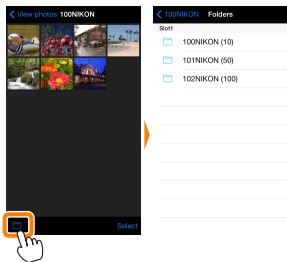 View photos 100NIKON
Select
100NIKON Folders
Slot1
100NIKON (10)
101NIKON (50)
102NIKON (100)